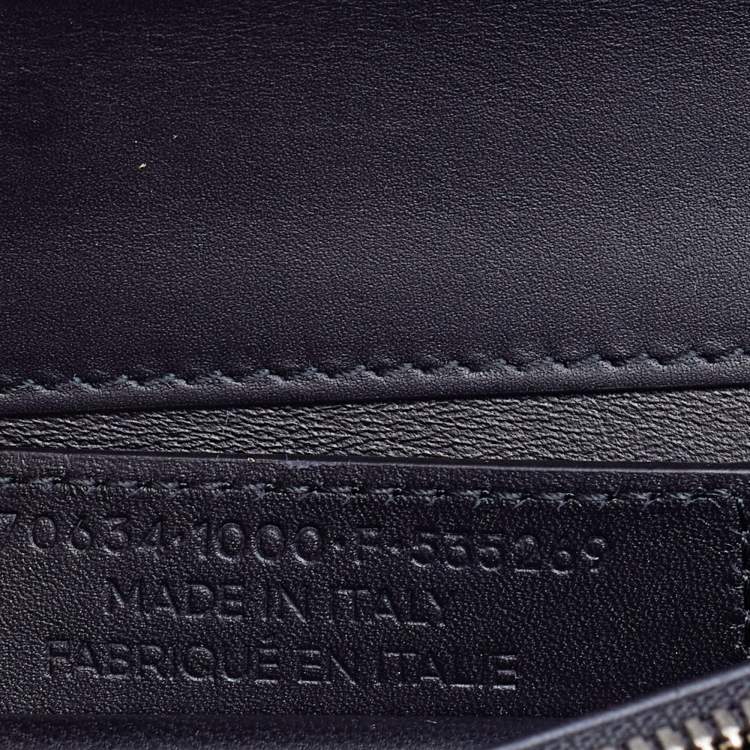 70634·1000·F·535269
MADE IN ITALY
FABRIQUÉ EN ITALIE